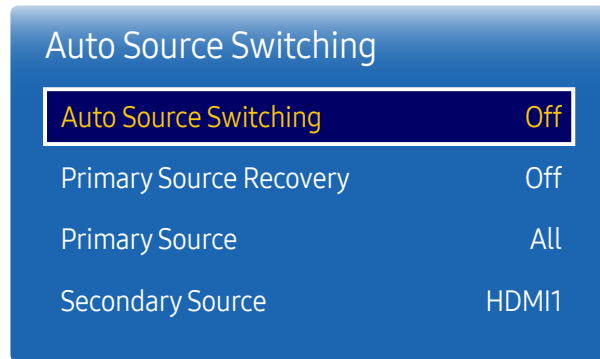 Auto Source Switching
Auto Source Switching Off
Primary Source Recovery Off
Primary Source All
Secondary Source HDMI1